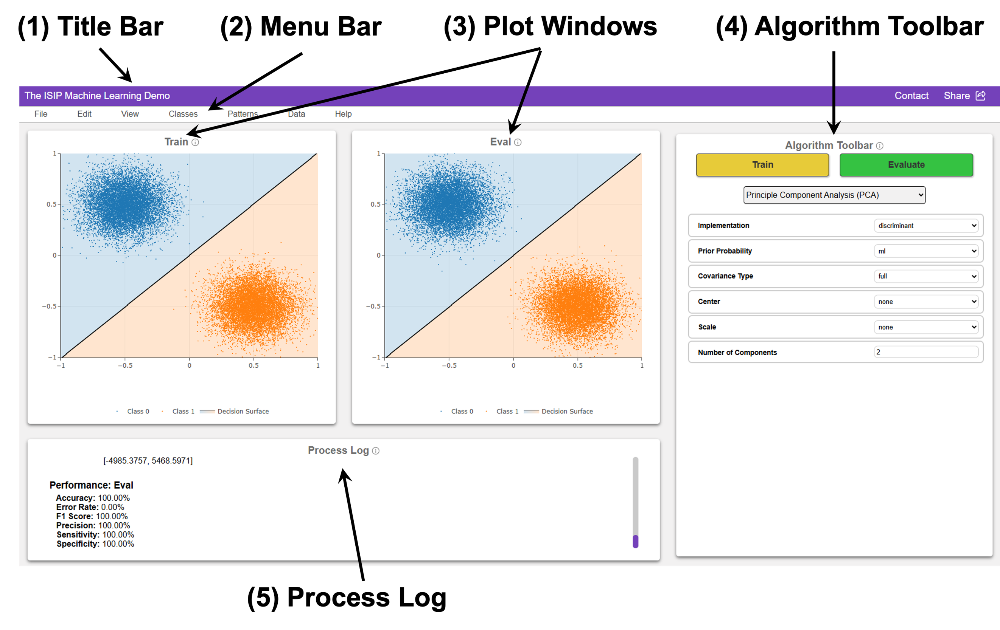 (1) Title Bar
(2) Menu Bar
(3) Plot Windows
(4) Algorithm Toolbar
The ISIP Machine Learning Demo
Contact
Share
File
Edit
View
Classes
Patterns
Data
Help
Train
1
0.5
0
−0.5
−1
−1
−0.5
0
0.5
1
Class 0
Class 1
Decision Surface
Eval
1
0.5
0
−0.5
−1
−1
−0.5
0
0.5
1
Class 0
Class 1
Decision Surface
Algorithm Toolbar
Train
Evaluate
Principle Component Analysis (PCA)
Implementation
discriminant
Prior Probability
ml
Covariance Type
full
Center
none
Scale
none
Number of Components
2
Process Log
[-4985.3757, 5468.5971]
Performance: Eval
Accuracy: 100.00%
Error Rate: 0.00%
F1 Score: 100.00%
Precision: 100.00%
Sensitivity: 100.00%
Specificity: 100.00%
(5) Process Log